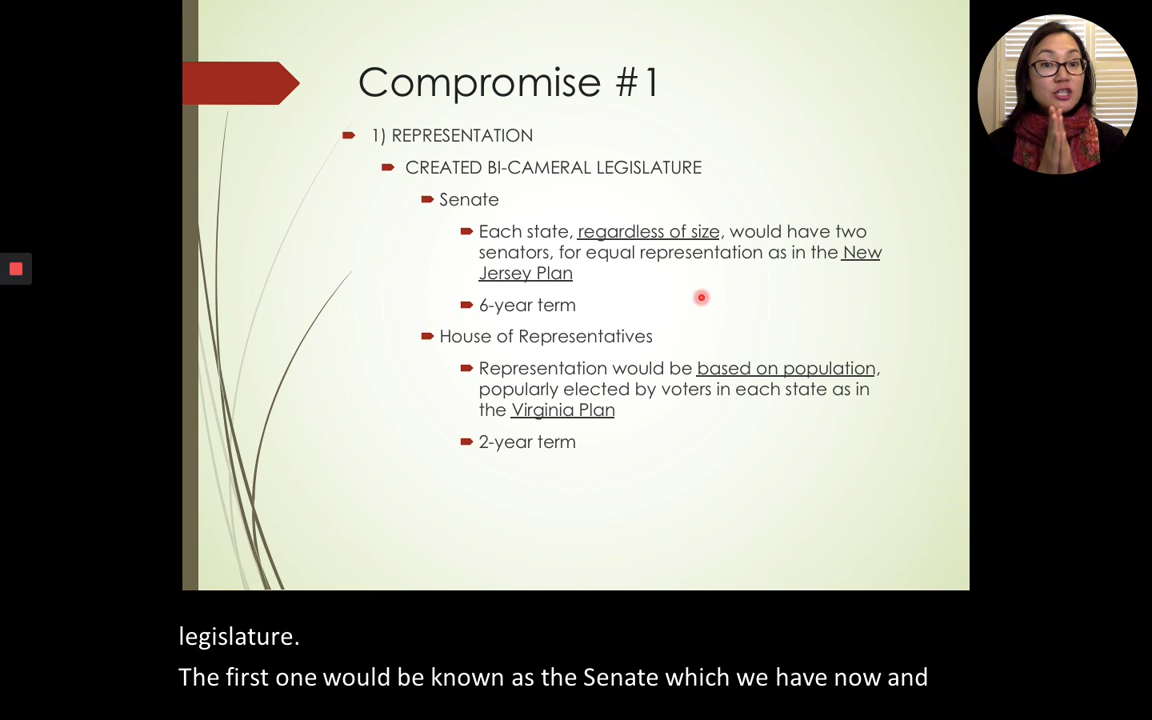 Compromise #1
1) REPRESENTATION
CREATED BI-CAMERAL LEGISLATURE
Senate
Each state, regardless of size, would have two
senators, for equal representation as in the New
Jersey Plan
6-year term
House of Representatives
Representation would be based on population,
popularly elected by voters in each state as in
the Virginia Plan
2-year term
legislature.
The first one would be known as the Senate which we have now and